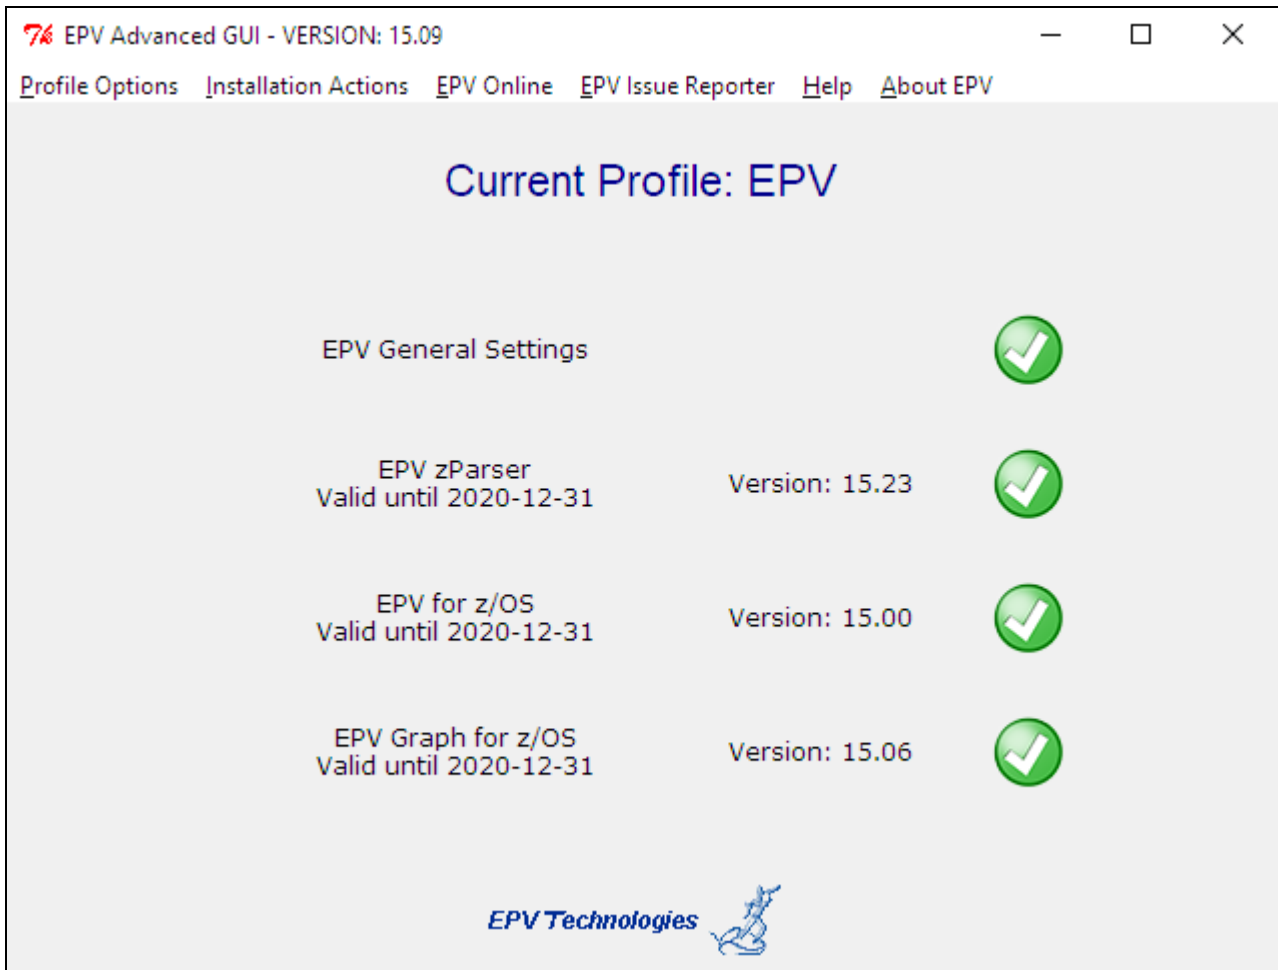 EPV Advanced GUI - VERSION: 15.09
Profile Options Installation Actions EPV Online EPV Issue Reporter Help About EPV
Current Profile: EPV
EPV General Settings
EPV zParser
Valid until 2020-12-31
Version: 15.23
EPV for z/OS
Valid until 2020-12-31
Version: 15.00
EPV Graph for z/OS
Valid until 2020-12-31
Version: 15.06
EPV Technologies